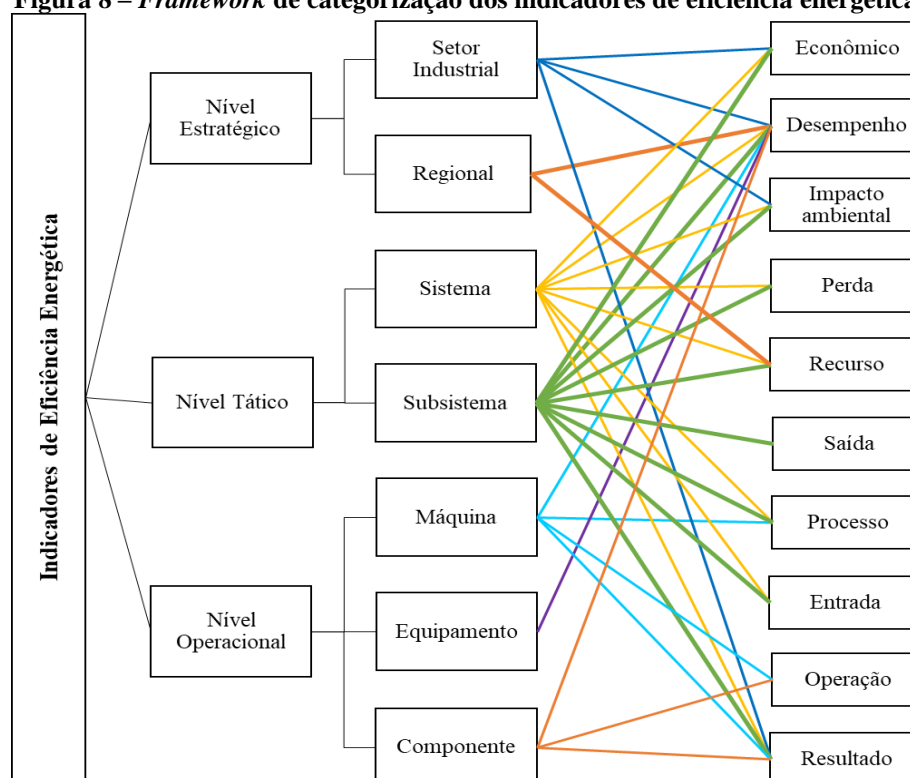 Figura 8 – Framework de categorização dos indicadores de eficiência energética
Indicadores de Eficiência Energética
Nível
Estratégico
Nível Tático
Nível
Operacional
Setor
Industrial
Regional
Sistema
Subsistema
Máquina
Equipamento
Componente
Econômico
Desempenho
Impacto
ambiental
Perda
Recurso
Saída
Processo
Entrada
Operação
Resultado